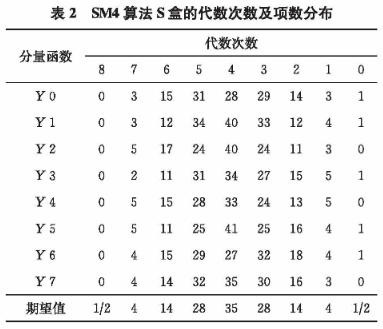 表 2 SM4 算法 S 盒的代数次数及项数分布
分量函数 代数次数
8 7 6 5 4 3 2 1 0
Y 0 0 3 15 31 28 29 14 3 1
Y 1 0 3 12 34 40 33 12 4 1
Y 2 0 5 17 24 40 24 11 3 0
Y 3 0 2 11 31 34 27 15 5 1
Y 4 0 5 15 28 33 24 13 5 0
Y 5 0 5 11 25 41 25 16 4 1
Y 6 0 4 15 29 27 32 18 4 1
Y 7 0 4 14 32 35 30 16 3 0
期望值 1/2 4 14 28 35 28 14 4 1/2